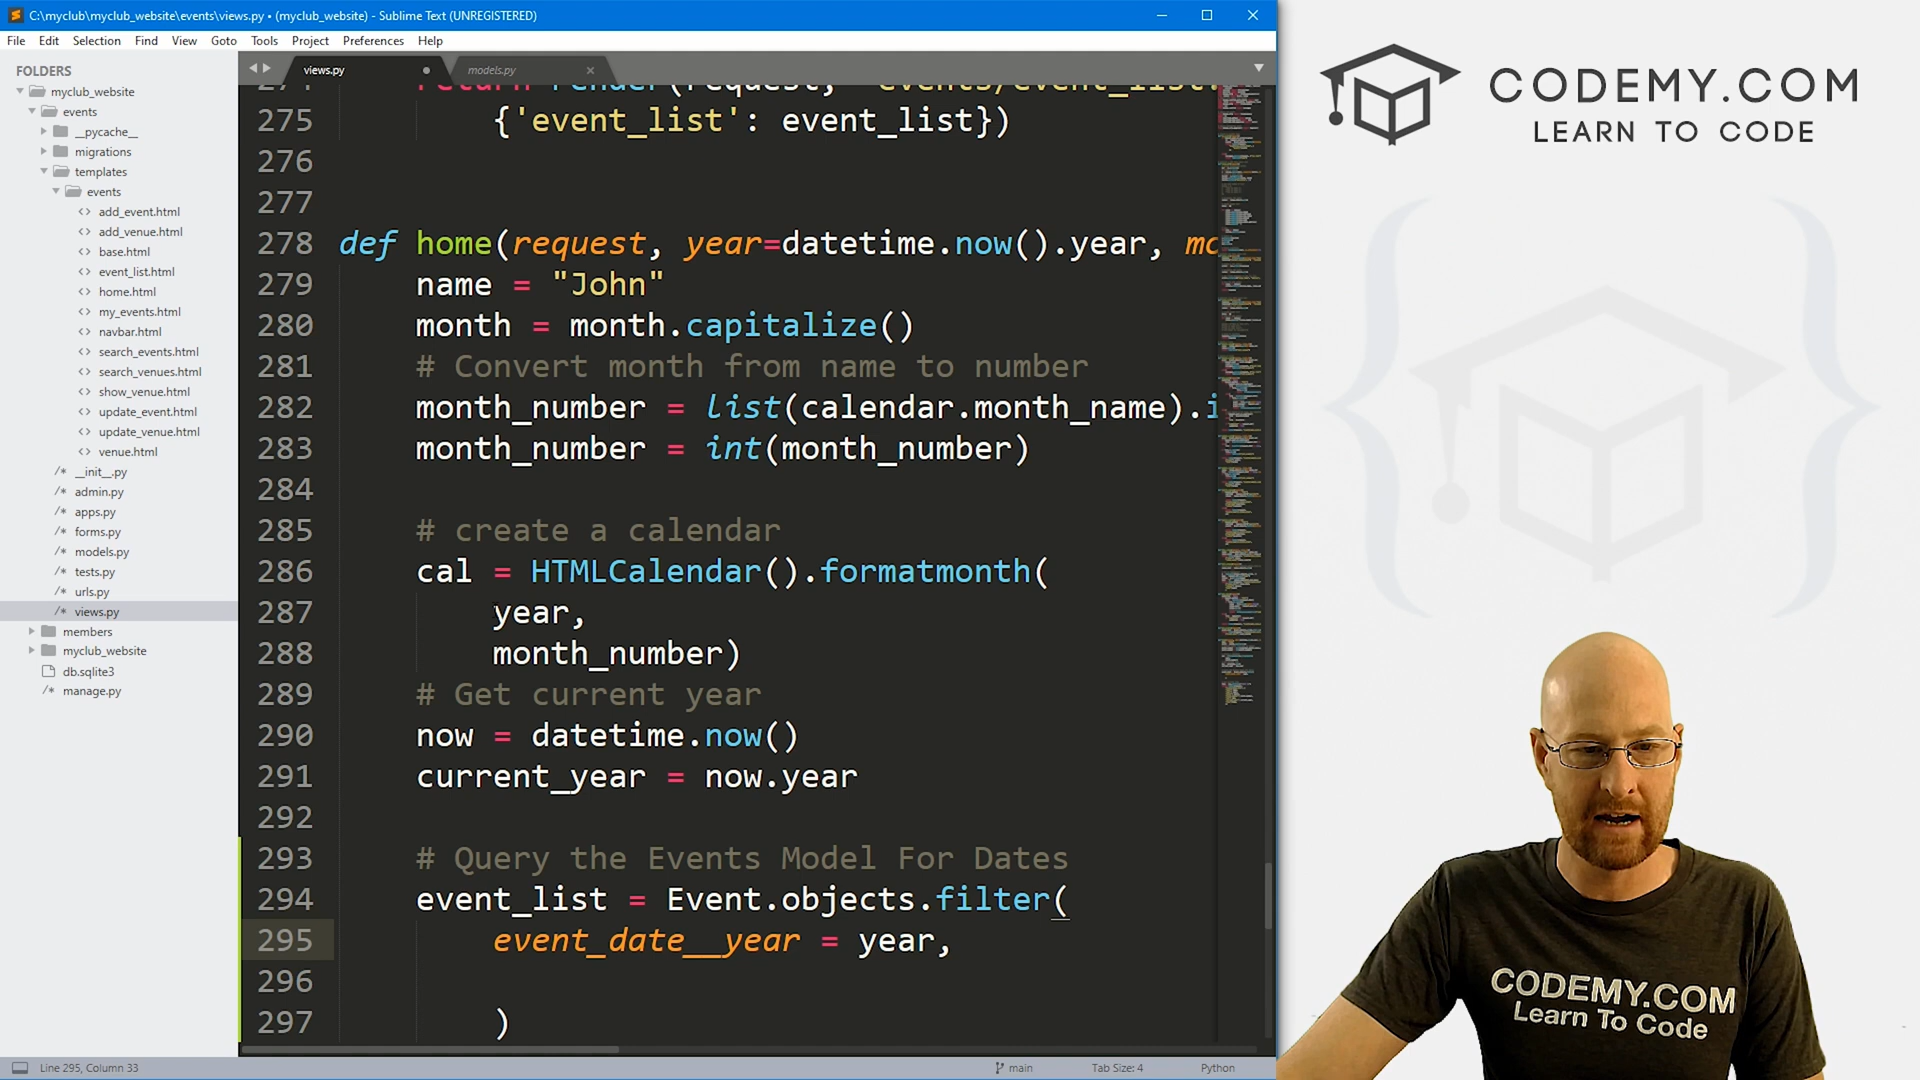 C:\myclub\myclub_website\events\views.py • (myclub_website) - Sublime Text (UNREGISTERED)
File Edit Selection Find View Goto Tools Project Preferences Help
FOLDERS
myclub_website
events
__pycache__
migrations
templates
events
add_event.html
add_venue.html
base.html
event_list.html
home.html
my_events.html
navbar.html
search_events.html
search_venues.html
show_venue.html
update_event.html
update_venue.html
venue.html
__init__.py
admin.py
apps.py
forms.py
models.py
tests.py
urls.py
views.py
members
myclub_website
db.sqlite3
manage.py
views.py
models.py
275 {'event_list': event_list})
276
277
278 def home(request, year=datetime.now().year, mo
279 name = "John"
280 month = month.capitalize()
281 # Convert month from name to number
282 month_number = list(calendar.month_name).i
283 month_number = int(month_number)
284
285 # create a calendar
286 cal = HTMLCalendar().formatmonth(
287 year,
288 month_number)
289 # Get current year
290 now = datetime.now()
291 current_year = now.year
292
293 # Query the Events Model For Dates
294 event_list = Event.objects.filter(
295 event_date__year = year,
296
297 )
Line 295, Column 33
main
Tab Size: 4
Python
CODEMY.COM
LEARN TO CODE
CODEMY.COM
Learn To Code